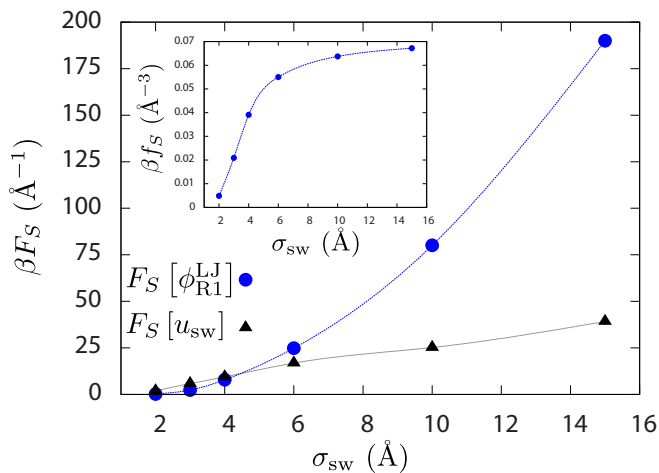 200
175
150
125
100
75
50
25
0
βF_S (Å⁻¹)
0.07
0.06
0.05
0.04
0.03
0.02
0.01
0
βf_S (Å⁻³)
2 4 6 8 10 12 14 16
σ_sw (Å)
F_S [ϕ_R1^LJ]
F_S [u_sw]
2 4 6 8 10 12 14 16
σ_sw (Å)